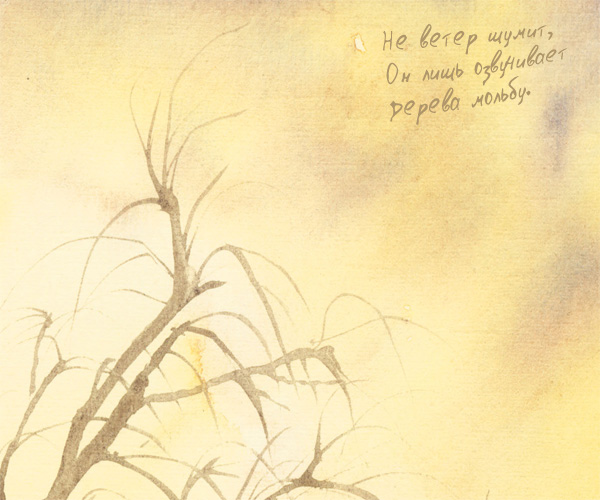 Не ветер шумит,
Он лишь озвучивает
Дерева мольбу.